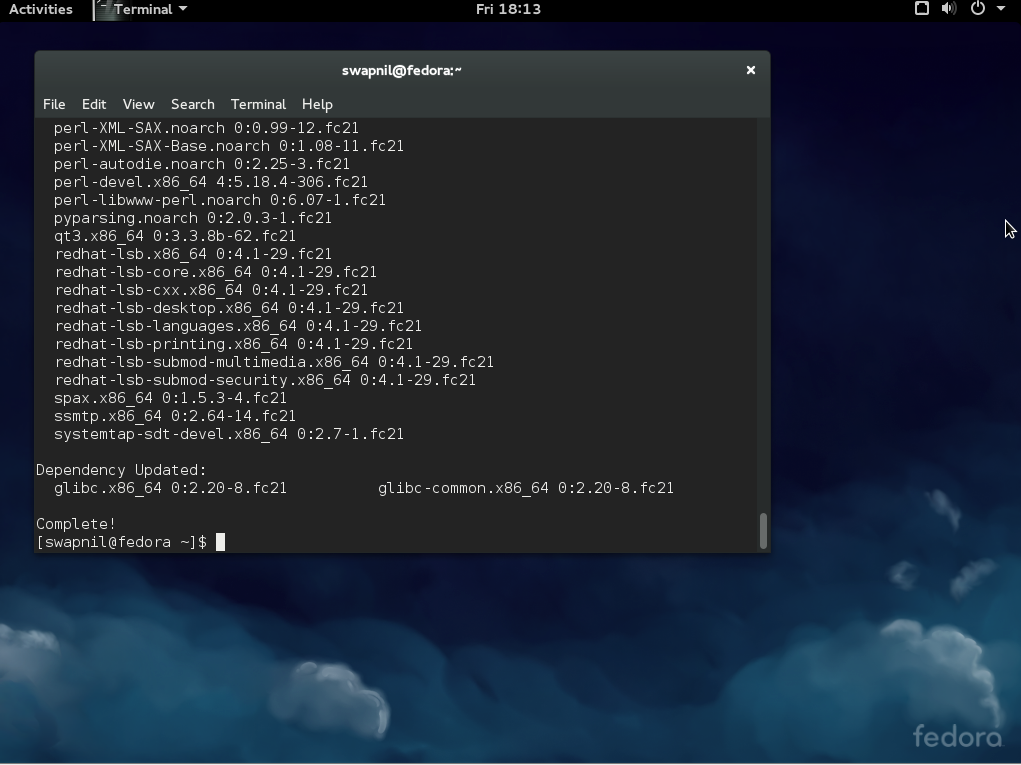 Activities Terminal Fri 18:13
swapnil@fedora:~
File Edit View Search Terminal Help
perl-XML-SAX.noarch 0:0.99-12.fc21
perl-XML-SAX-Base.noarch 0:1.08-11.fc21
perl-autodie.noarch 0:2.25-3.fc21
perl-devel.x86_64 4:5.18.4-306.fc21
perl-libwww-perl.noarch 0:6.07-1.fc21
pyparsing.noarch 0:2.0.3-1.fc21
qt3.x86_64 0:3.3.8b-62.fc21
redhat-lsb.x86_64 0:4.1-29.fc21
redhat-lsb-core.x86_64 0:4.1-29.fc21
redhat-lsb-cxx.x86_64 0:4.1-29.fc21
redhat-lsb-desktop.x86_64 0:4.1-29.fc21
redhat-lsb-languages.x86_64 0:4.1-29.fc21
redhat-lsb-printing.x86_64 0:4.1-29.fc21
redhat-lsb-submod-multimedia.x86_64 0:4.1-29.fc21
redhat-lsb-submod-security.x86_64 0:4.1-29.fc21
spax.x86_64 0:1.5.3-4.fc21
ssmtp.x86_64 0:2.64-14.fc21
systemtap-sdt-devel.x86_64 0:2.7-1.fc21
Dependency Updated:
glibc.x86_64 0:2.20-8.fc21 glibc-common.x86_64 0:2.20-8.fc21
Complete!
[swapnil@fedora ~]$
fedora